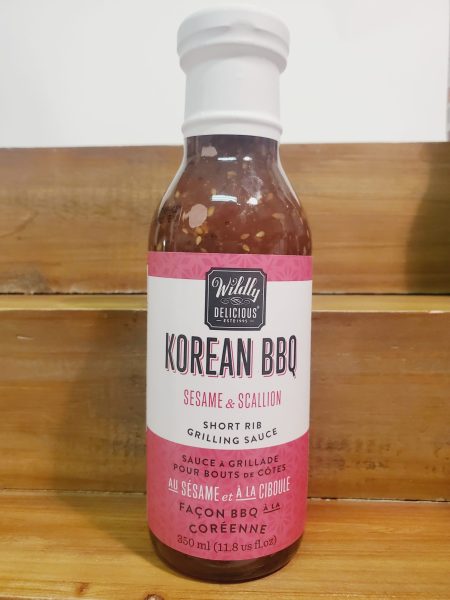 Wildly
DELICIOUS
ESTD 1995
KOREAN BBQ
SESAME & SCALLION
SHORT RIB
GRILLING SAUCE
SAUCE À GRILLADE
POUR BOUTS DE CÔTES
AU SÉSAME et À LA CIBOULE
FAÇON BBQ À LA
CORÉENNE
350 ml (11.8 us fl.oz)